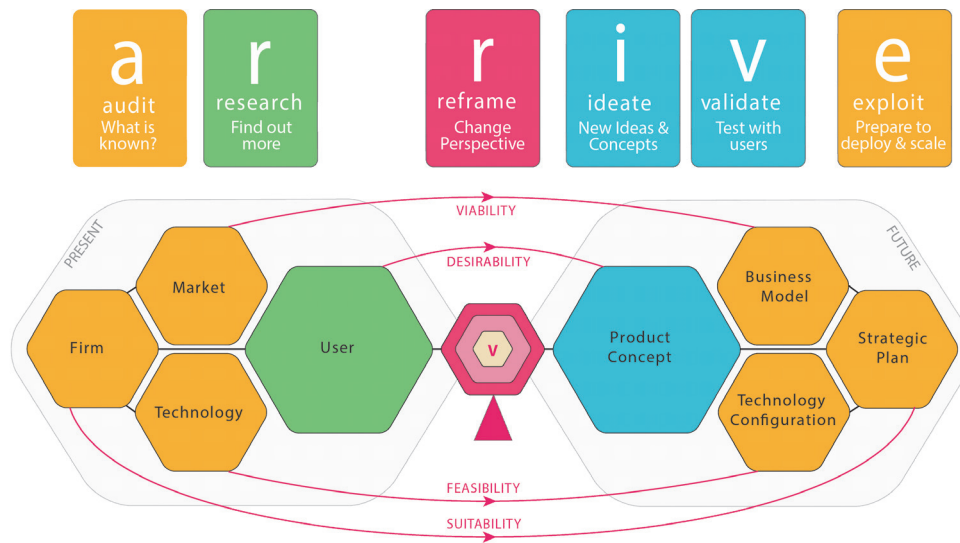 a
audit
What is
known?
r
research
Find out
more
r
reframe
Change
Perspective
i
ideate
New Ideas &
Concepts
v
validate
Test with
users
e
exploit
Prepare to
deploy & scale
PRESENT
VIABILITY
DESIRABILITY
FUTURE
Market
Firm
Technology
User
V
Product
Concept
Business
Model
Strategic
Plan
Technology
Configuration
FEASIBILITY
SUITABILITY